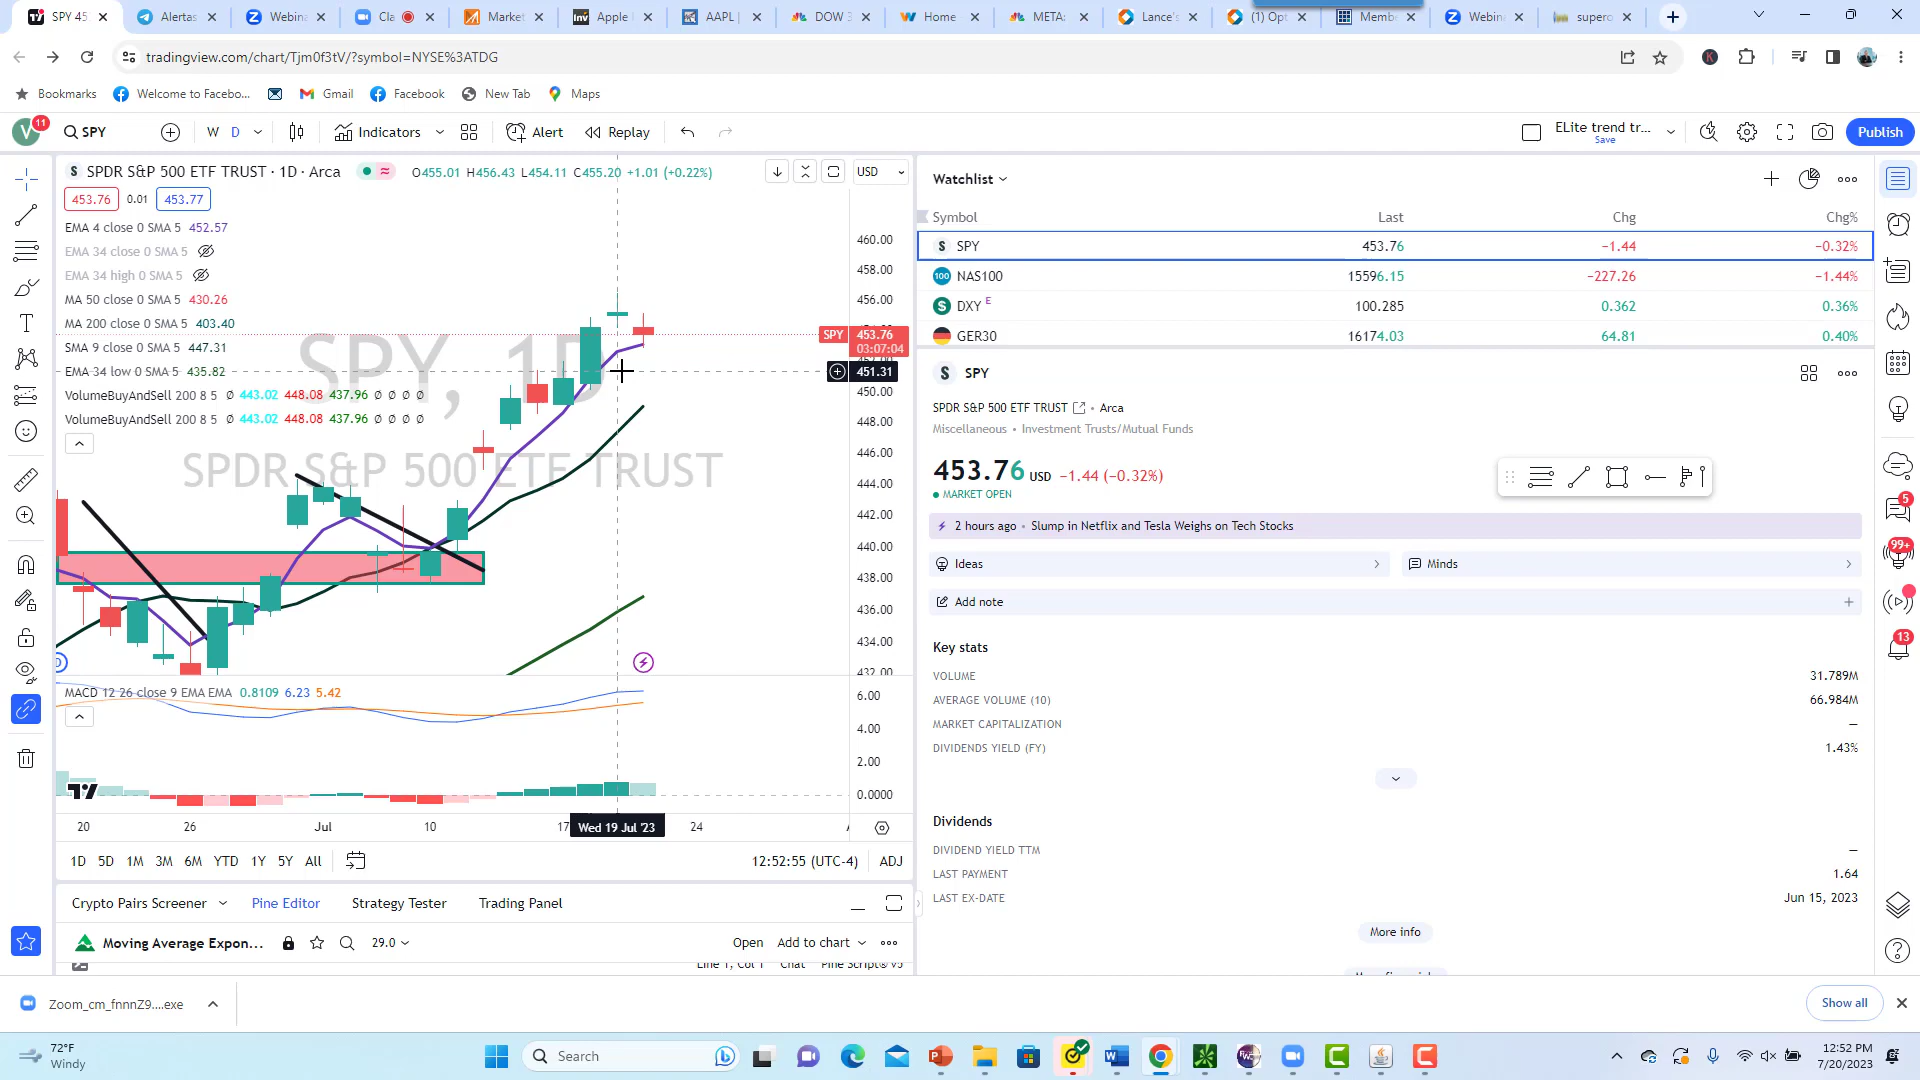 SPY 45
Alertas
Webina
Cla
Market
Apple
AAPL |
DOW 3
Home
META:
Lance's
(1) Opt
Memb
Webin
supero
tradingview.com/chart/Tjm0f3tV/?symbol=NYSE%3ATDG
Bookmarks
Welcome to Facebo...
Gmail
Facebook
New Tab
Maps
V 11
SPY
W D
Indicators
Alert
Replay
ELite trend tr...
Save
Publish
SPDR S&P 500 ETF TRUST · 1D · Arca
O455.01 H456.43 L454.11 C455.20 +1.01 (+0.22%)
USD
453.76 0.01 453.77
EMA 4 close 0 SMA 5 452.57
EMA 34 close 0 SMA 5
EMA 34 high 0 SMA 5
MA 50 close 0 SMA 5 430.26
MA 200 close 0 SMA 5 403.40
SMA 9 close 0 SMA 5 447.31
EMA 34 low 0 SMA 5 435.82
VolumeBuyAndSell 200 8 5 Ø 443.02 448.08 437.96 Ø Ø Ø Ø
VolumeBuyAndSell 200 8 5 Ø 443.02 448.08 437.96 Ø Ø Ø Ø
SPY, 1D
SPDR S&P 500 ETF TRUST
460.00
458.00
456.00
SPY 453.76
03:07:04
451.31
450.00
448.00
446.00
444.00
442.00
440.00
438.00
436.00
434.00
432.00
MACD 12 26 close 9 EMA EMA 0.8109 6.23 5.42
6.00
4.00
2.00
0.0000
20 26 Jul 10 17 Wed 19 Jul '23 24
1D 5D 1M 3M 6M YTD 1Y 5Y All
12:52:55 (UTC-4) ADJ
Crypto Pairs Screener
Pine Editor
Strategy Tester
Trading Panel
Moving Average Expon...
29.0
Open
Add to chart
Line 1, Col 1 Chat Pine Script® v5
Watchlist
Symbol Last Chg Chg%
SPY 453.76 −1.44 −0.32%
NAS100 15596.15 −227.26 −1.44%
DXY E 100.285 0.362 0.36%
GER30 16174.03 64.81 0.40%
SPY
SPDR S&P 500 ETF TRUST • Arca
Miscellaneous • Investment Trusts/Mutual Funds
453.76 USD −1.44 (−0.32%)
MARKET OPEN
2 hours ago • Slump in Netflix and Tesla Weighs on Tech Stocks
Ideas
Minds
Add note
Key stats
VOLUME 31.789M
AVERAGE VOLUME (10) 66.984M
MARKET CAPITALIZATION —
DIVIDENDS YIELD (FY) 1.43%
Dividends
DIVIDEND YIELD TTM —
LAST PAYMENT 1.64
LAST EX-DATE Jun 15, 2023
More info
5
99+
13
Zoom_cm_fnnnZ9....exe
Show all
72°F
Windy
Search
12:52 PM
7/20/2023